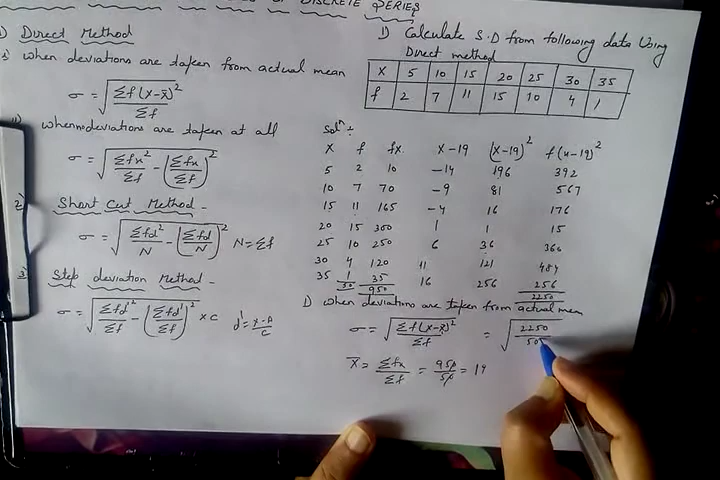 OF DISCRETE SERIES
1) Direct Method
i) when deviations are taken from actual mean
σ = √(Σf(x-x̄)² / Σf)
ii) when no deviations are taken at all
σ = √(Σfx²/Σf - (Σfx/Σf)²)
2) Short Cut Method -
σ = √(Σfd²/N - (Σfd/N)²) N = Σf
3) Step deviation Method -
σ = √(Σfd'²/Σf - (Σfd'/Σf)²) × c d' = x-A/c
1) Calculate S.D from following data Using
Direct method
X 5 10 15 20 25 30 35
f 2 7 11 15 10 4 1
Solⁿ :-
X f fx X-19 (X-19)² f(x-19)²
5 2 10 -14 196 392
10 7 70 -9 81 567
15 11 165 -4 16 176
20 15 300 1 1 15
25 10 250 6 36 360
30 4 120 11 121 484
35 1 35 16 256 256
50 950 2250
1) when deviations are taken from actual mean
σ = √(Σf(x-x̄)² / Σf) = √(2250 / 50)
X̄ = Σfx/Σf = 950/50 = 19